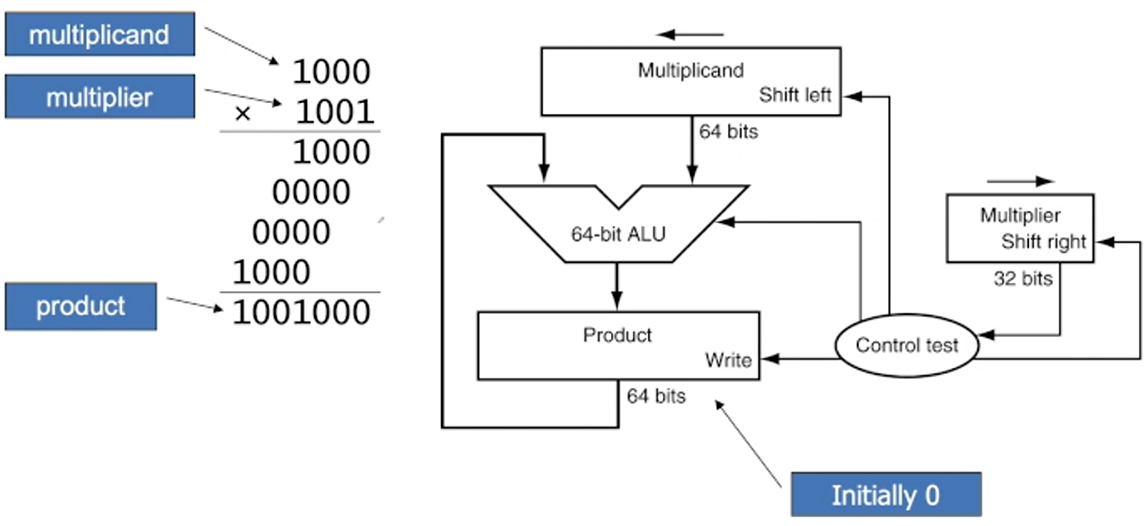 multiplicand
multiplier
product
1000
× 1001
1000
0000
0000
1000
1001000
Multiplicand
Shift left
64 bits
64-bit ALU
Multiplier
Shift right
32 bits
Product
Write
Control test
64 bits
Initially 0